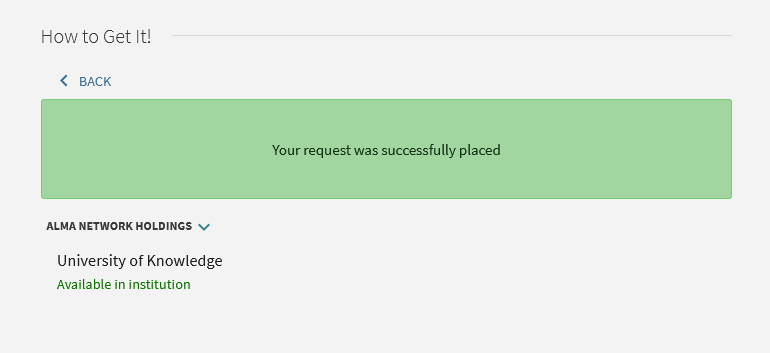 How to Get It!
BACK
Your request was successfully placed
ALMA NETWORK HOLDINGS
University of Knowledge
Available in institution